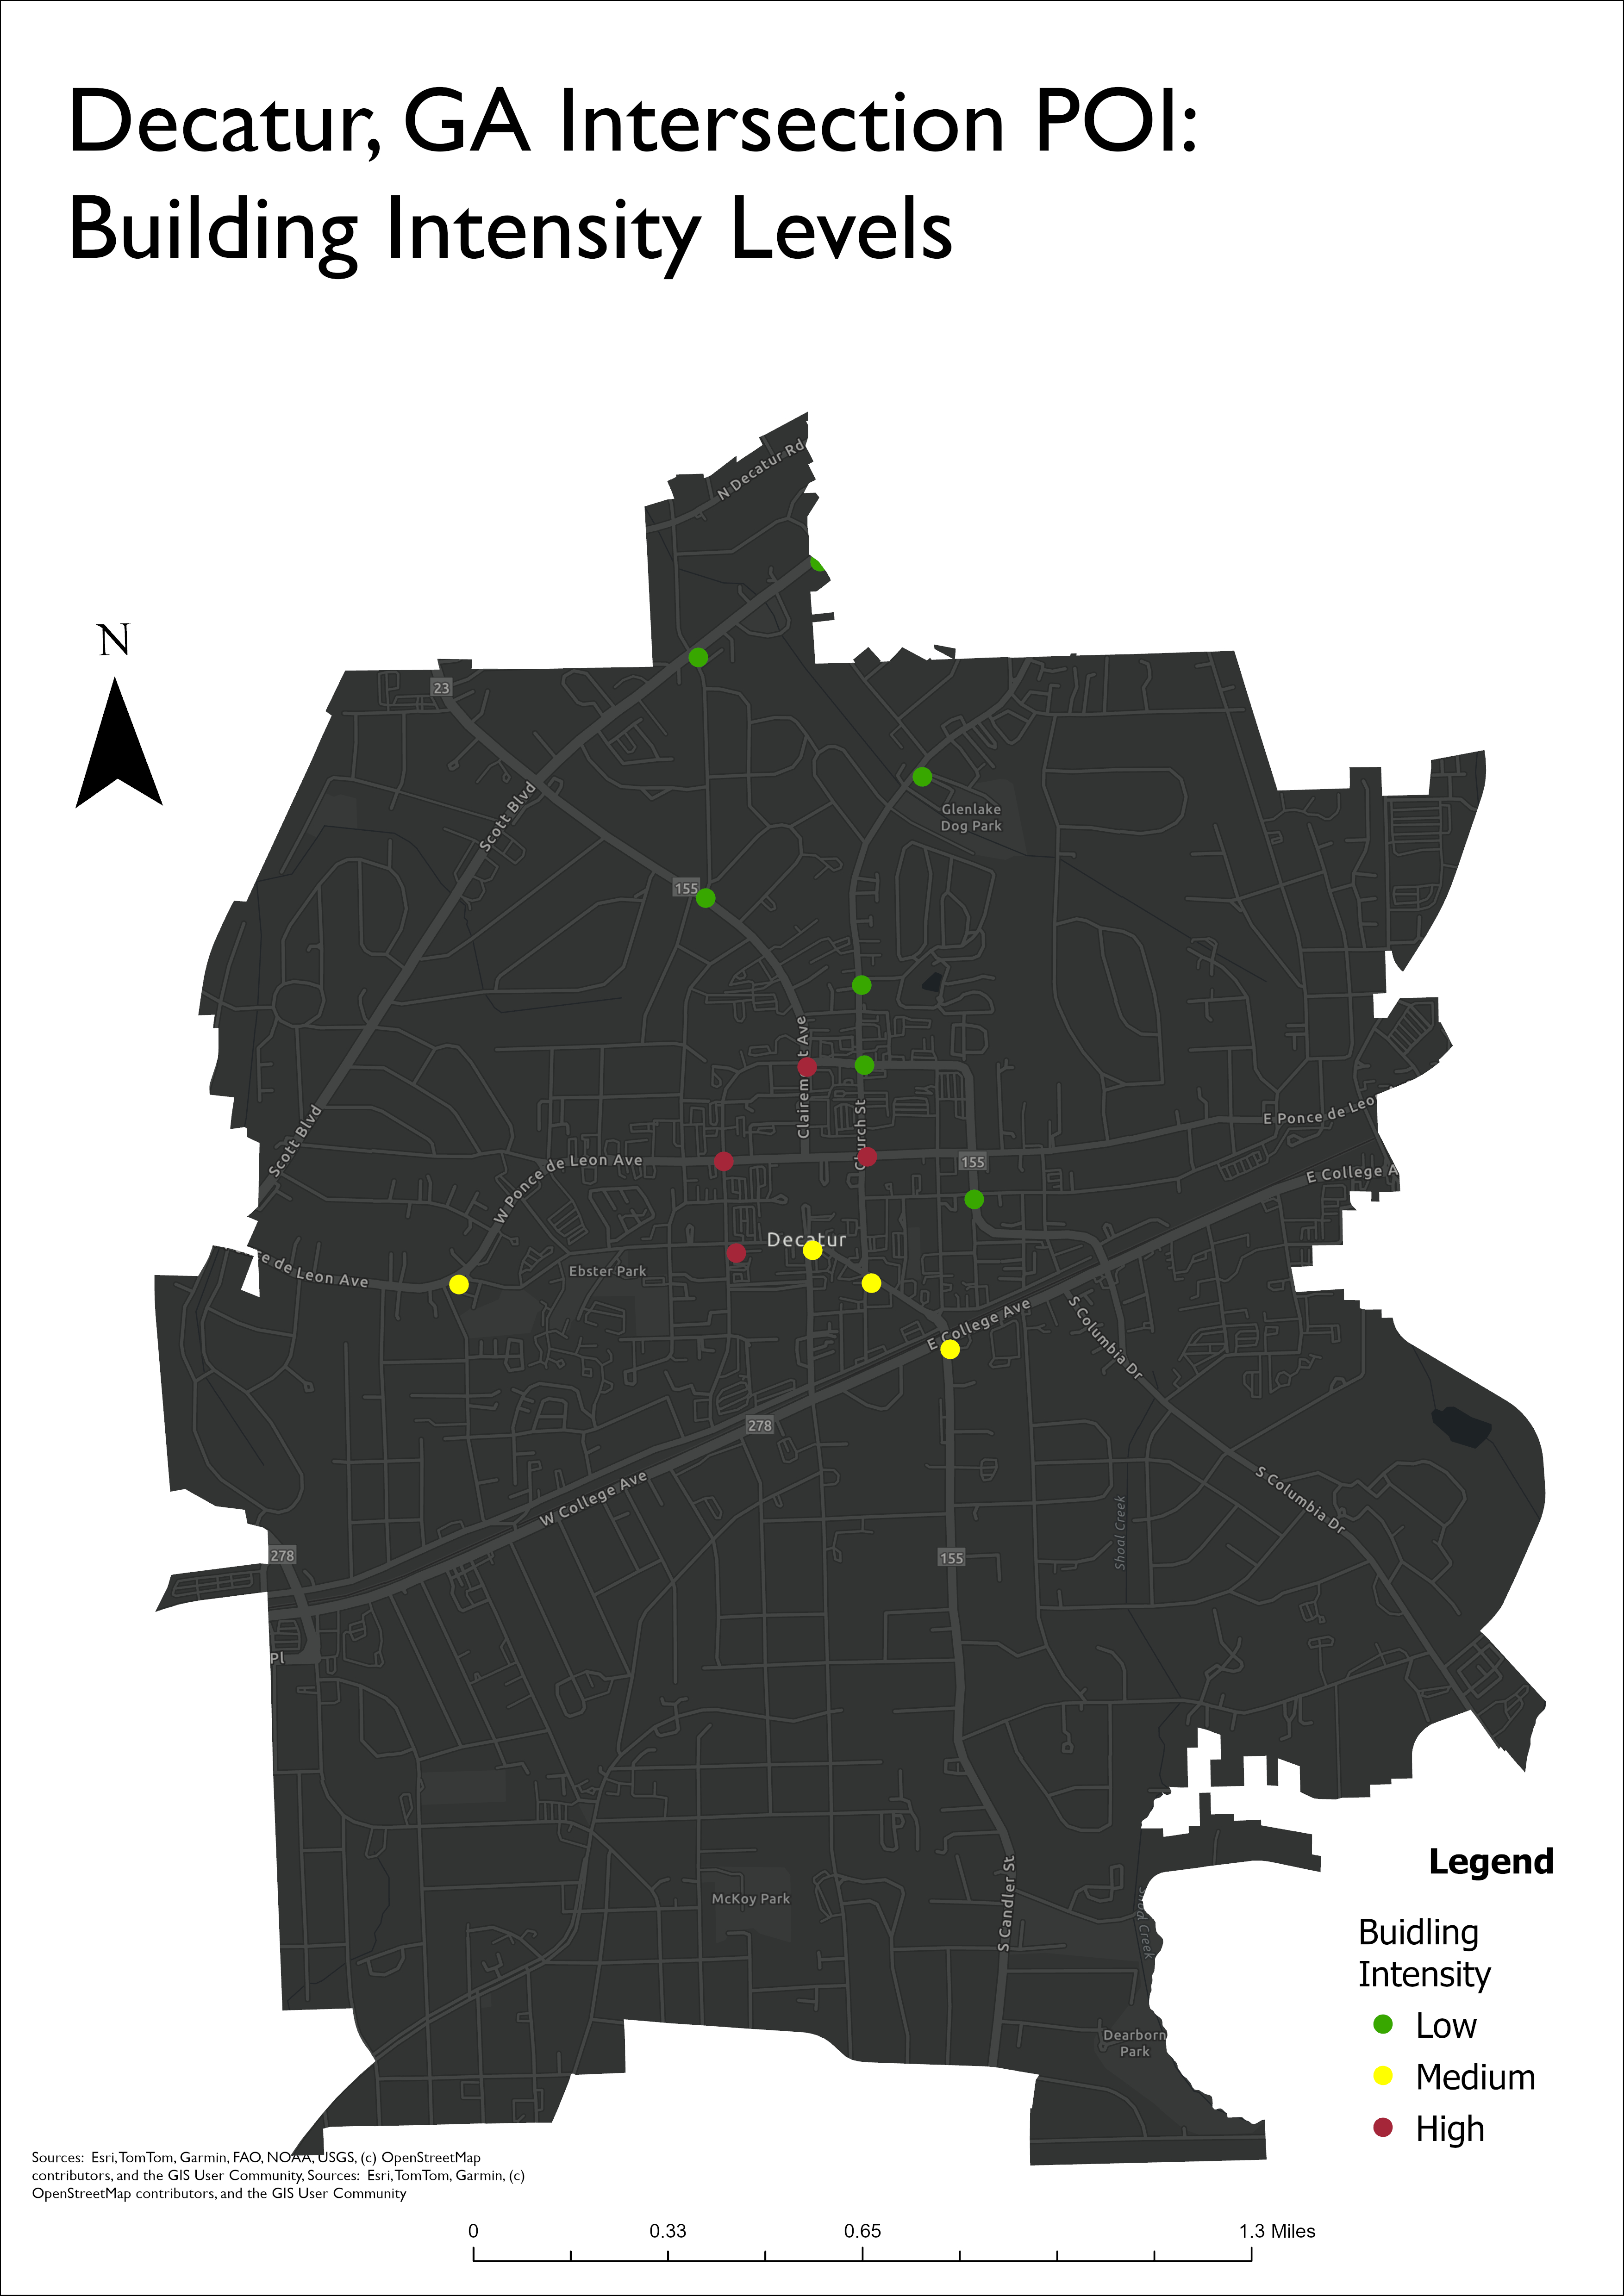 Decatur, GA Intersection POI:
Building Intensity Levels
N Decatur Rd
N
23
Glenlake
Dog Park
Scott Blvd
155
Clairemont Ave
Church St
E Ponce de Leo
Scott Blvd
W Ponce de Leon Ave
155
E College A
Decatur
Ebster Park
ce de Leon Ave
E College Ave
S Columbia Dr
278
W College Ave
S Columbia Dr
Shoal Creek
278
155
Pl
Legend
McKoy Park
S Candler St
Shoal Creek
Buidling
Intensity
Low
Dearborn
Park
Medium
High
Sources: Esri, TomTom, Garmin, FAO, NOAA, USGS, (c) OpenStreetMap
contributors, and the GIS User Community, Sources: Esri, TomTom, Garmin, (c)
OpenStreetMap contributors, and the GIS User Community
0 0.33 0.65 1.3 Miles